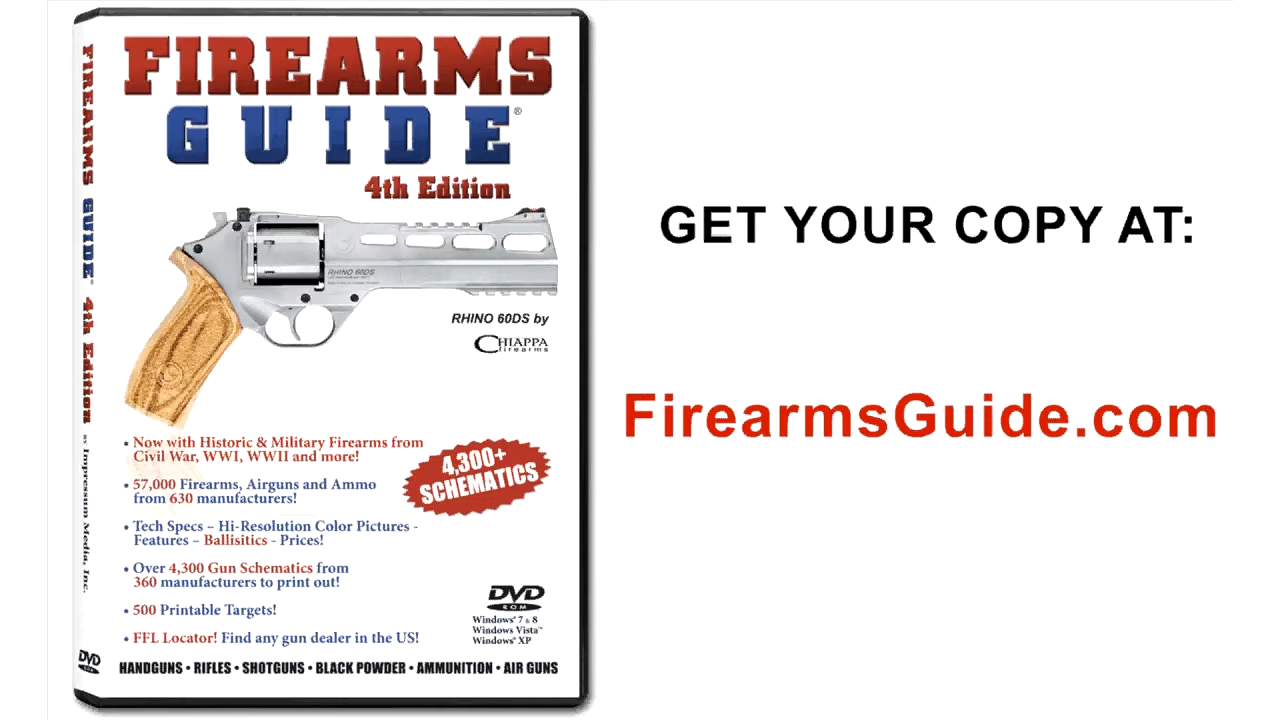 FIREARMS GUIDE 4th Edition BY Impressum Media, Inc.
DVD
FIREARMS
GUIDE®
4th Edition
RHINO 60DS
RHINO 60DS by
CHIAPPA
firearms
• Now with Historic & Military Firearms from
Civil War, WWI, WWII and more!
• 57,000 Firearms, Airguns and Ammo
from 630 manufacturers!
• Tech Specs – Hi-Resolution Color Pictures -
Features – Ballisitics - Prices!
• Over 4,300 Gun Schematics from
360 manufacturers to print out!
• 500 Printable Targets!
• FFL Locator! Find any gun dealer in the US!
4,300+
SCHEMATICS
DVD
ROM
Windows® 7 & 8
Windows Vista™
Windows® XP
HANDGUNS • RIFLES • SHOTGUNS • BLACK POWDER • AMMUNITION • AIR GUNS
GET YOUR COPY AT:
FirearmsGuide.com